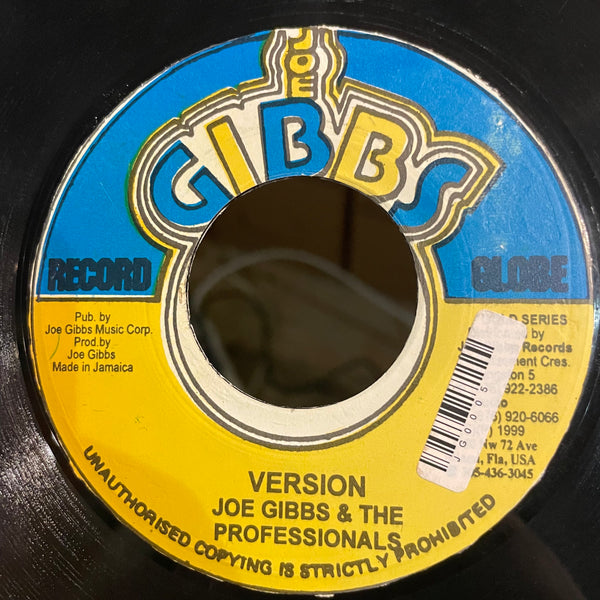 JOE
GIBBS
RECORD GLOBE
Pub. by
Joe Gibbs Music Corp.
Prod.by
Joe Gibbs
Made in Jamaica
SERIES
by
Records
Cres.
5
922-2386
920-6066
1999
72 Ave
Fla, USA
436-3045
JG0005
VERSION
JOE GIBBS & THE
PROFESSIONALS
UNAUTHORISED COPYING IS STRICTLY PROHIBITED